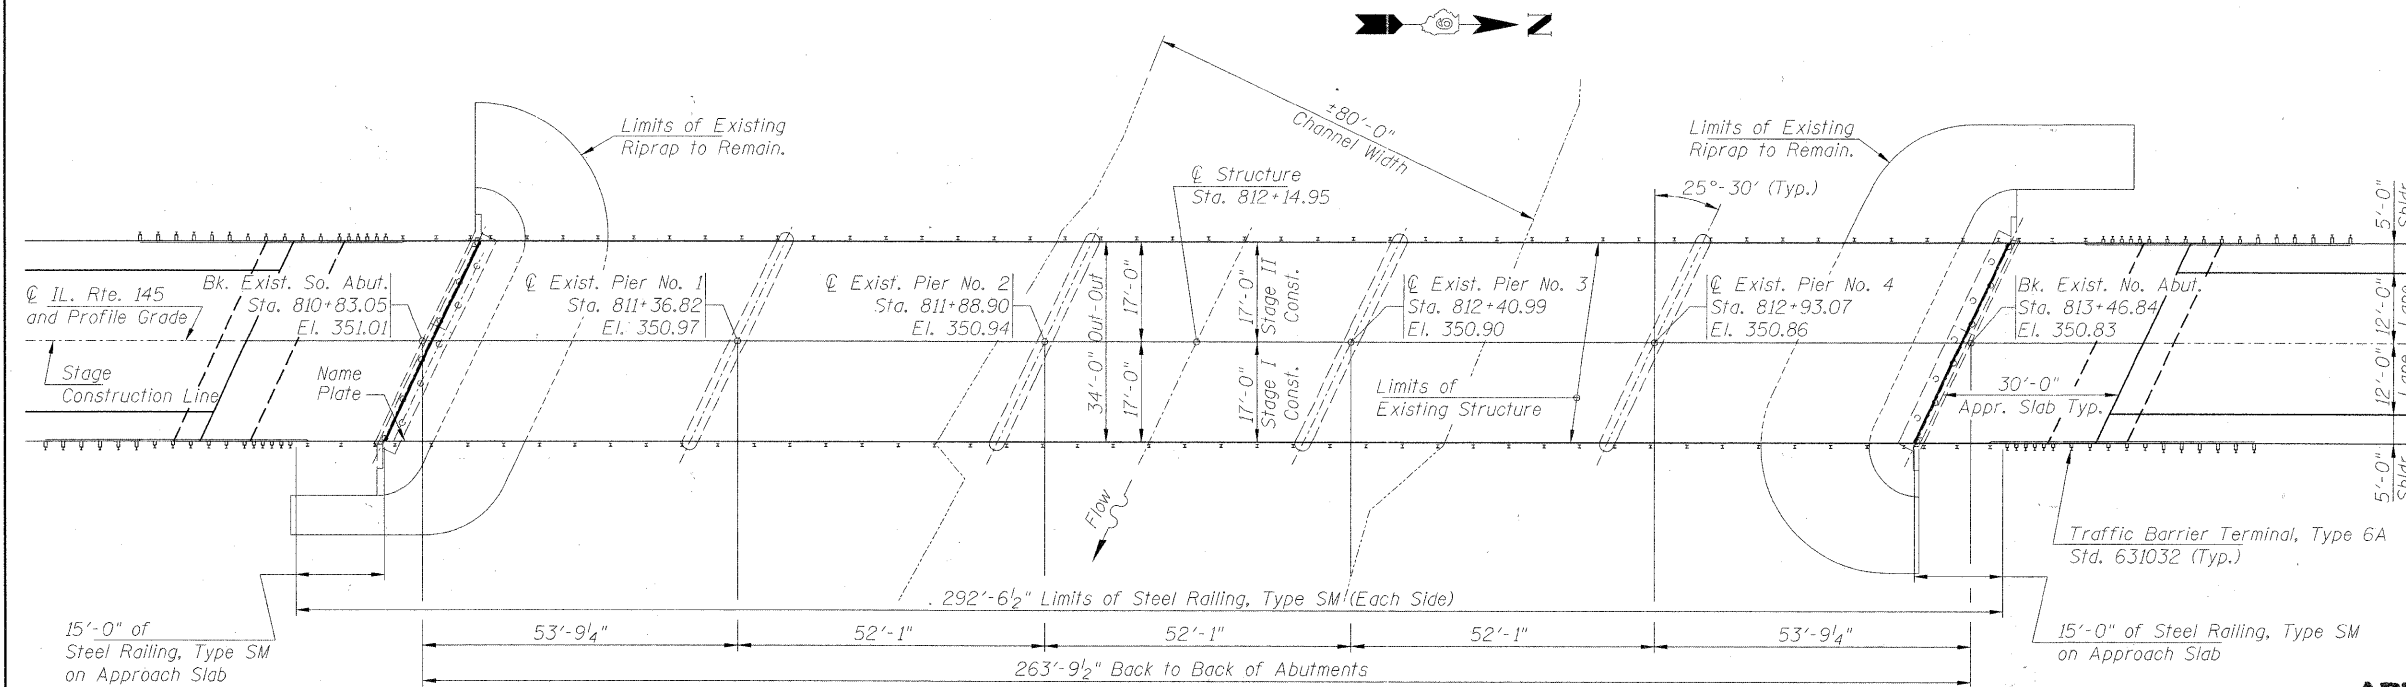 N
Limits of Existing
Riprap to Remain.
±80'-0"
Channel Width
℄ Structure
Sta. 812+14.95
Limits of Existing
Riprap to Remain.
25°-30' (Typ.)
5'-0"
Shldr.
℄ IL. Rte. 145
and Profile Grade
Bk. Exist. So. Abut.
Sta. 810+83.05
El. 351.01
℄ Exist. Pier No. 1
Sta. 811+36.82
El. 350.97
℄ Exist. Pier No. 2
Sta. 811+88.90
El. 350.94
34'-0" Out-Out
17'-0"
17'-0"
17'-0"
Stage II
Const.
17'-0"
Stage I
Const.
℄ Exist. Pier No. 3
Sta. 812+40.99
El. 350.90
℄ Exist. Pier No. 4
Sta. 812+93.07
El. 350.86
Bk. Exist. No. Abut.
Sta. 813+46.84
El. 350.83
12'-0"
Lane
12'-0"
Lane
5'-0"
Shldr.
Stage
Construction Line
Name
Plate
Limits of
Existing Structure
30'-0"
Appr. Slab Typ.
Flow
Traffic Barrier Terminal, Type 6A
Std. 631032 (Typ.)
292'-6½" Limits of Steel Railing, Type SM (Each Side)
15'-0" of
Steel Railing, Type SM
on Approach Slab
53'-9¼"
52'-1"
52'-1"
52'-1"
53'-9¼"
15'-0" of Steel Railing, Type SM
on Approach Slab
263'-9½" Back to Back of Abutments